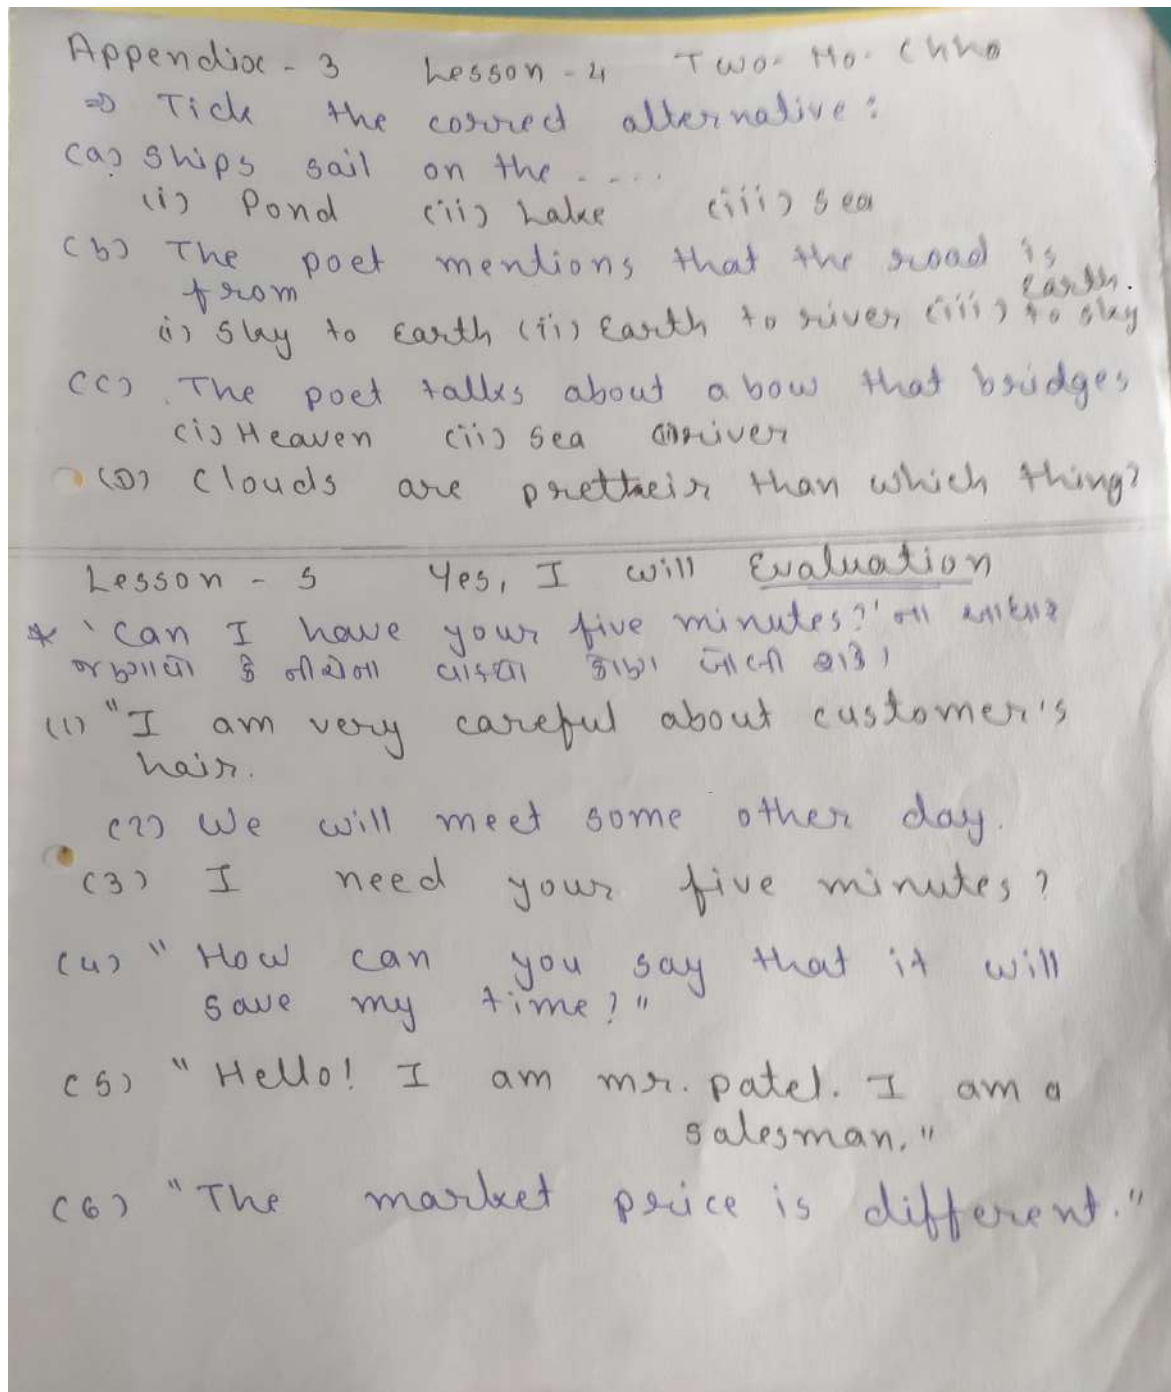 Appendix - 3 Lesson - 4 Two- Mo- Chho
⇒ Tick the correct alternative :
(a) Ships sail on the .....
(i) Pond (ii) Lake (iii) Sea
(b) The poet mentions that the road is
from
(i) Sky to Earth (ii) Earth to river (iii) Earth. to sky
(c) The poet talks about a bow that bridges
(i) Heaven (ii) Sea (iii) river
(D) Clouds are prettheir than which thing?
Lesson - 5 Yes, I will Evaluation
* 'Can I have your five minutes?' ના આધારે
જણાવો કે નીચેના વાક્યો કોણ બોલી શકે।
(1) "I am very careful about customer's
hair.
(2) We will meet some other day.
(3) I need your five minutes?
(4) "How can you say that it will
save my time?"
(5) "Hello! I am mr. patel. I am a
salesman."
(6) "The market price is different."